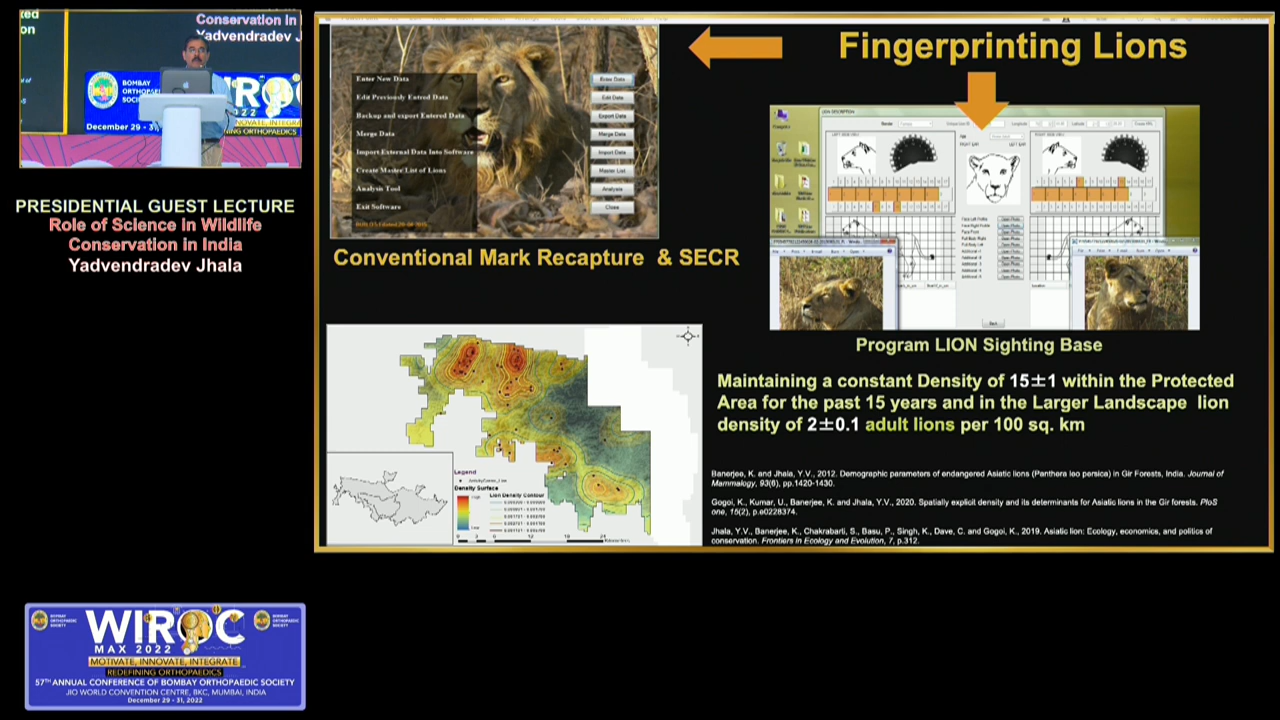 Conservation in I
Yadvendradev J
BOMBAY
ORTHOPAEDIC
SOCIETY
2022
December 29 - 3
PRESIDENTIAL GUEST LECTURE
Role of Science in Wildlife
Conservation in India
Yadvendradev Jhala
Fingerprinting Lions
Enter New Data
Enter Data
Edit Previously Entred Data
Edit Data
Backup and export Entered Data
Export Data
Merge Data
Merge Data
Import External Data Into Software
Import Data
Create Master List of Lions
Master List
Analysis Tool
Analysis
Exit Software
Close
Conventional Mark Recapture & SECR
LION DESCRIPTION
Program LION Sighting Base
Maintaining a constant Density of 15±1 within the Protected
Area for the past 15 years and in the Larger Landscape lion
density of 2±0.1 adult lions per 100 sq. km
Legend
Density Surface
High
Low
Lion Density Contour
Banerjee, K. and Jhala, Y.V., 2012. Demographic parameters of endangered Asiatic lions (Panthera leo persica) in Gir Forests, India. Journal of
Mammalogy, 93(6), pp.1420-1430.
Gogoi, K., Kumar, U., Banerjee, K. and Jhala, Y.V., 2020. Spatially explicit density and its determinants for Asiatic lions in the Gir forests. PloS
one, 15(2), p.e0228374.
Jhala, Y.V., Banerjee, K., Chakrabarti, S., Basu, P., Singh, K., Dave, C. and Gogoi, K., 2019. Asiatic lion: Ecology, economics, and politics of
conservation. Frontiers in Ecology and Evolution, 7, p.312.
BOMBAY
ORTHOPAEDIC
SOCIETY
WIROC
BOMBAY
ORTHOPAEDIC
SOCIETY
MAX 2022
MOTIVATE, INNOVATE, INTEGRATE
REDEFINING ORTHOPAEDICS
57TH ANNUAL CONFERENCE OF BOMBAY ORTHOPAEDIC SOCIETY
JIO WORLD CONVENTION CENTRE, BKC, MUMBAI, INDIA
December 29 - 31, 2022